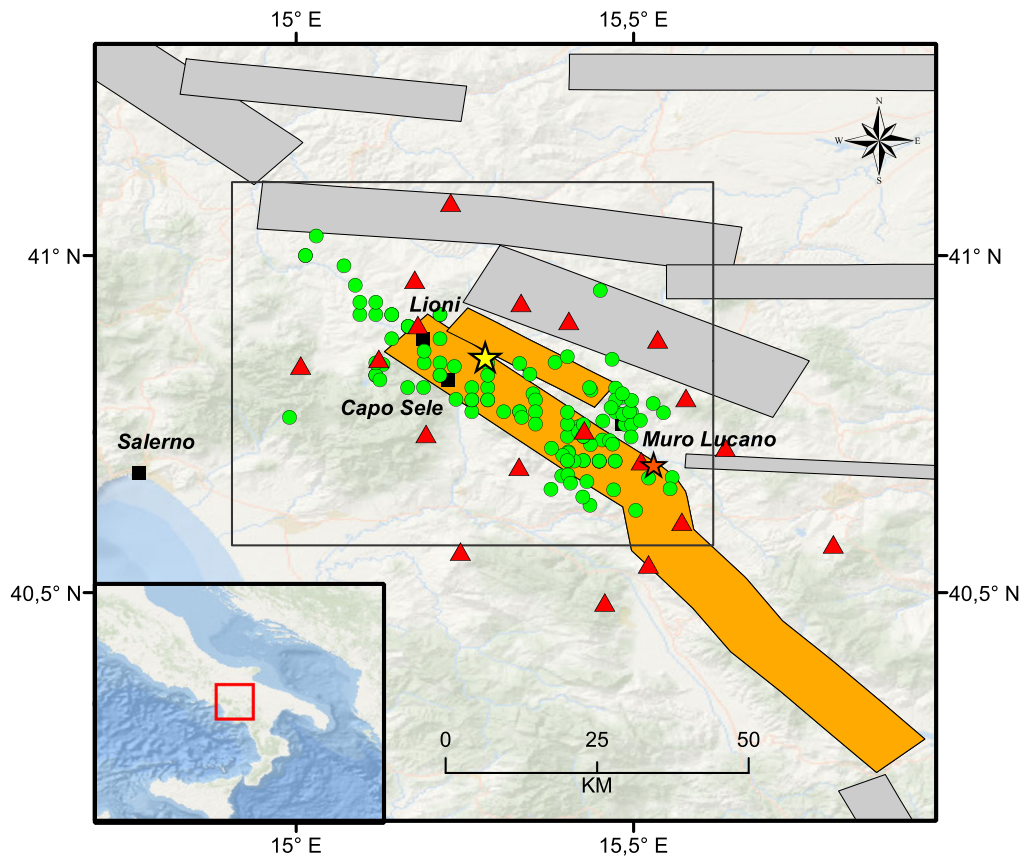 15° E 15,5° E
N
W E
S
41° N 41° N
Lioni
Capo Sele
Salerno
Muro Lucano
40,5° N 40,5° N
0 25 50
KM
15° E 15,5° E